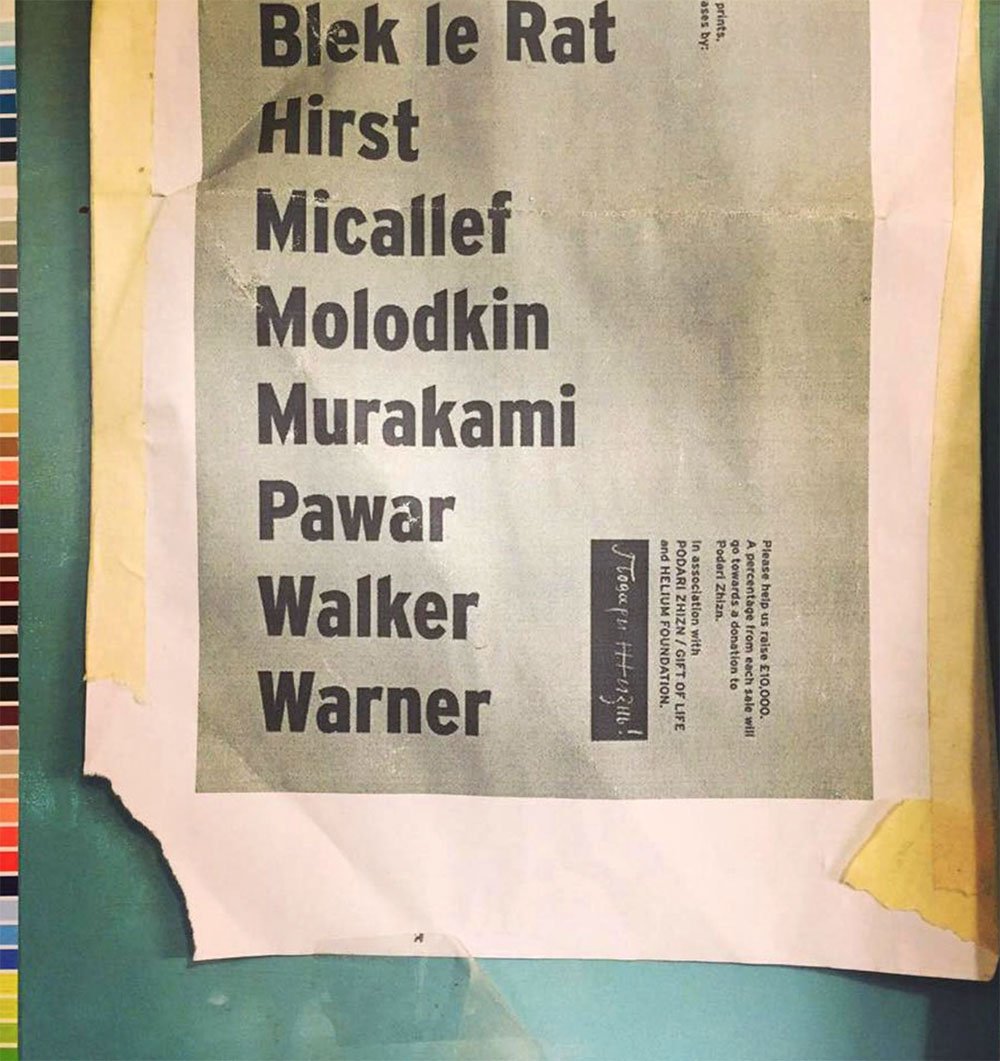 prints,
ases by:
Blek le Rat
Hirst
Micallef
Molodkin
Murakami
Pawar
Walker
Warner
Please help us raise £10,000.
A percentage from each sale will
go towards a donation to
Podari Zhizn.
In association with
PODARI ZHIZN / GIFT OF LIFE
and HELIUM FOUNDATION.
Подари жизнь!